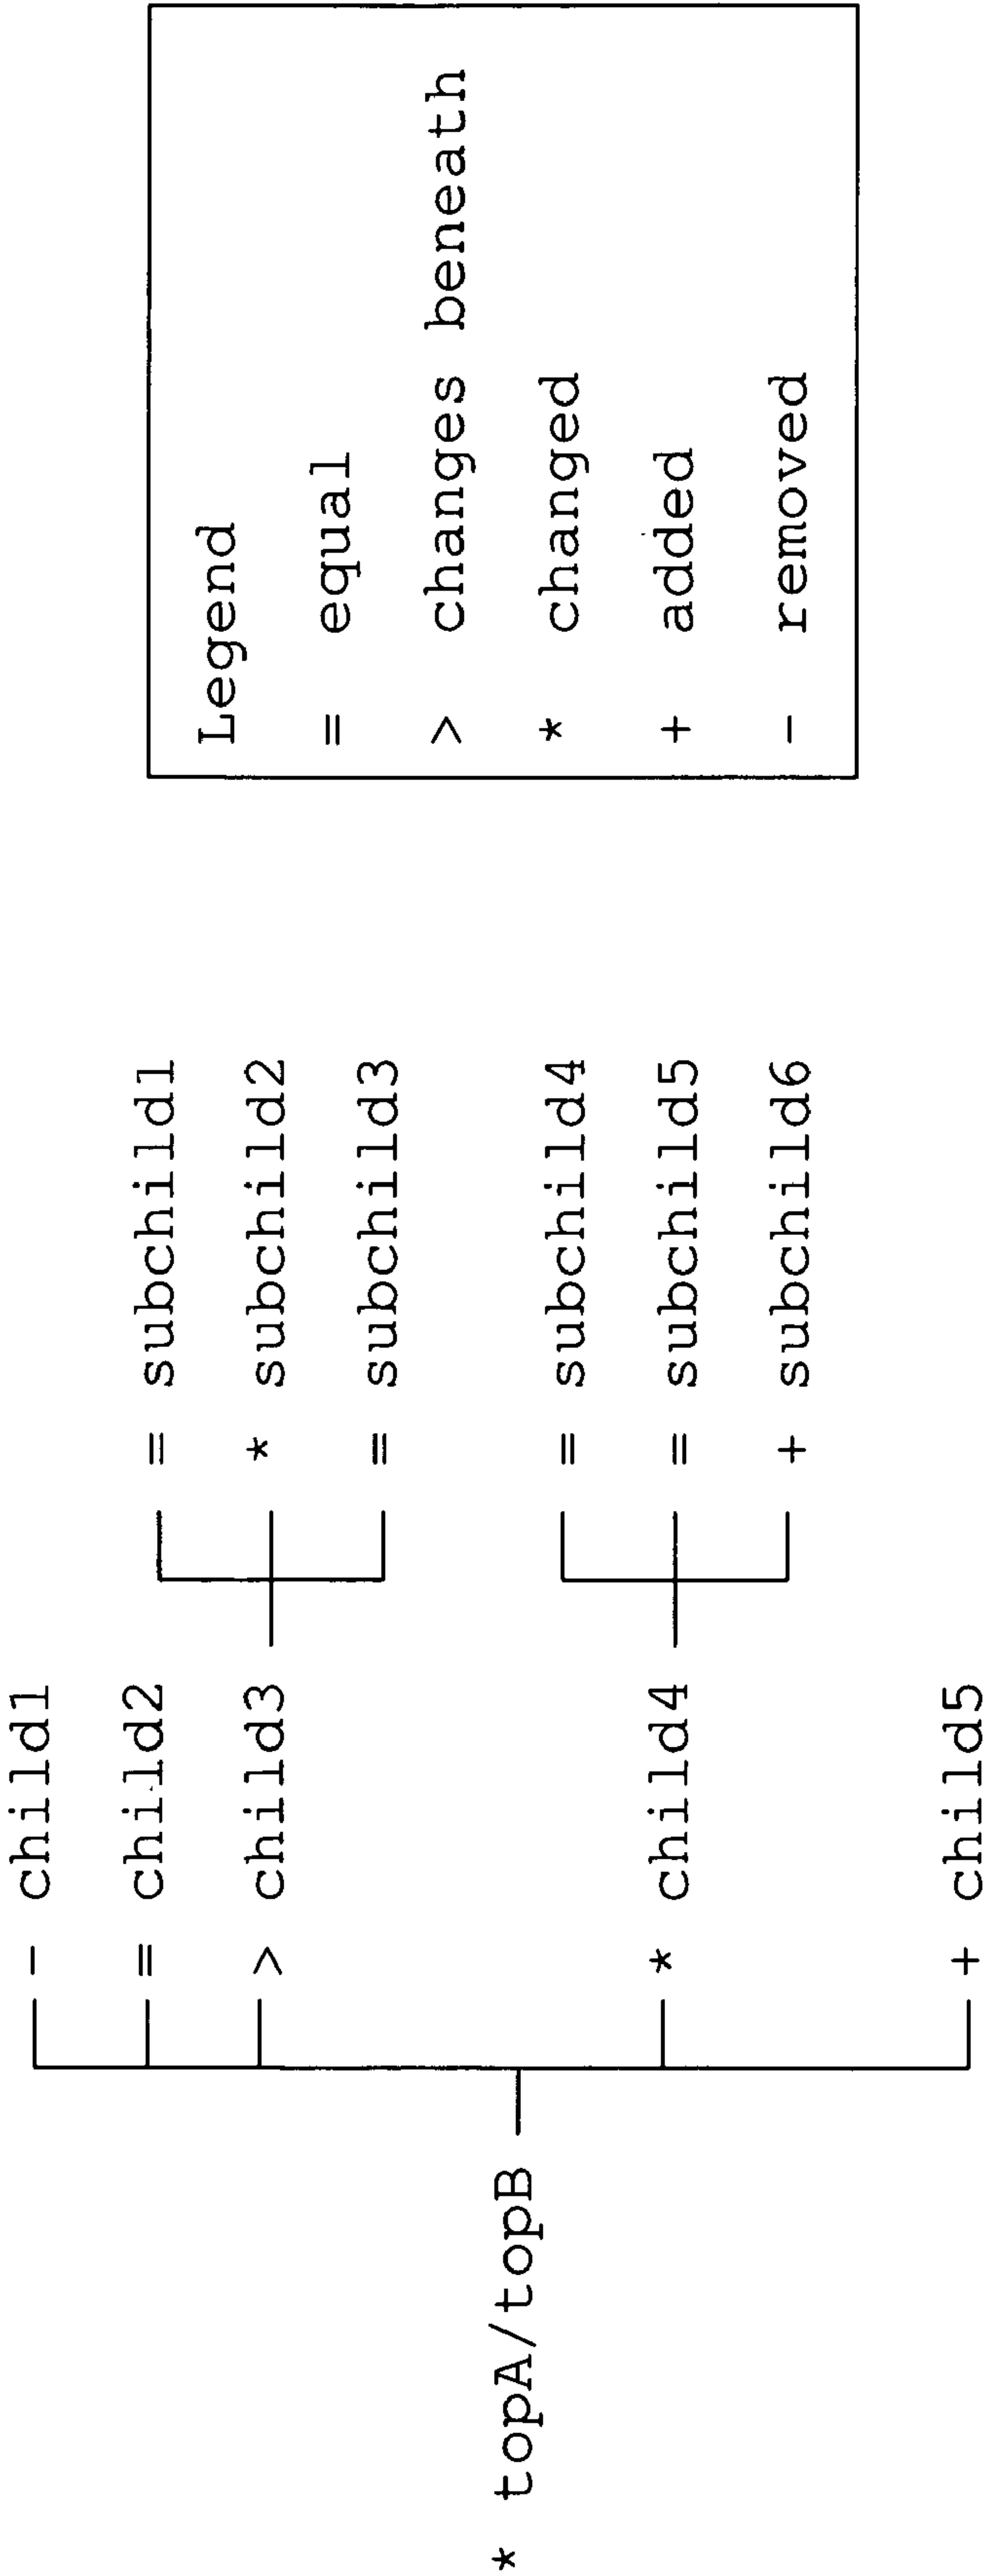 - child1
= child2
> child3
= subchild1
* subchild2
= subchild3
* topA/topB
* child4
= subchild4
= subchild5
+ subchild6
+ child5
Legend
= equal
> changes beneath
* changed
+ added
- removed